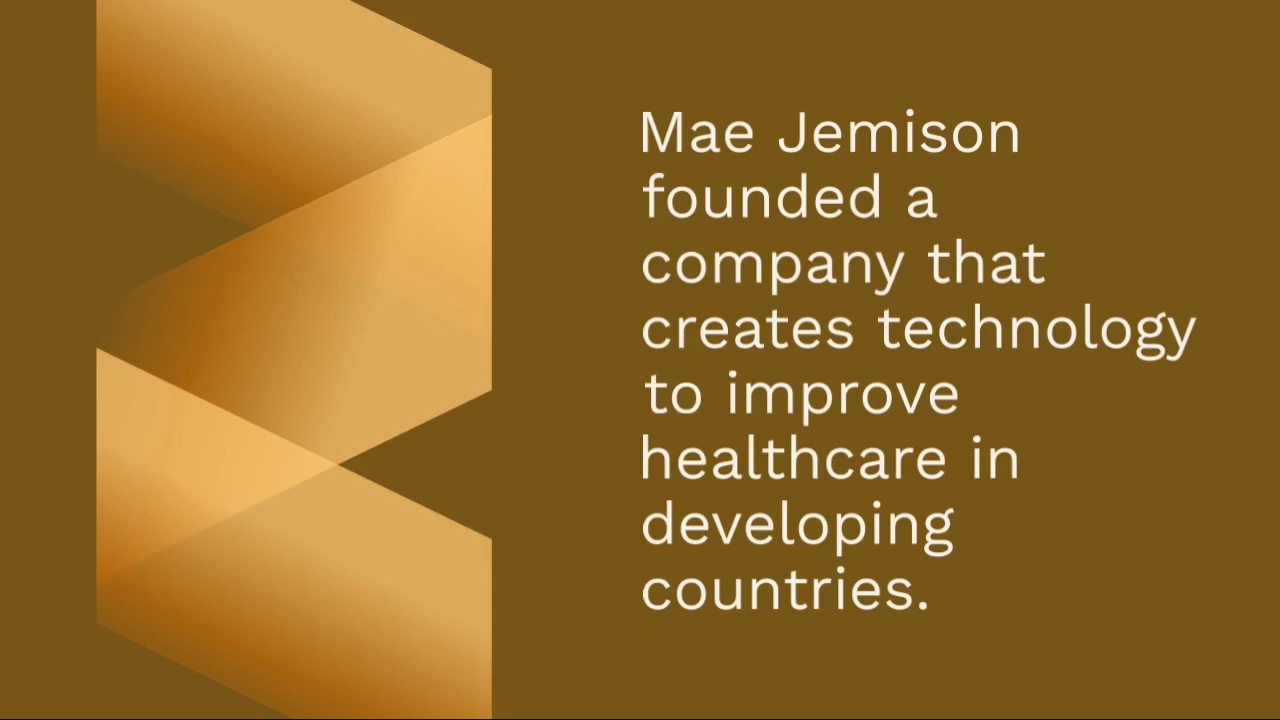 Mae Jemison
founded a
company that
creates technology
to improve
healthcare in
developing
countries.